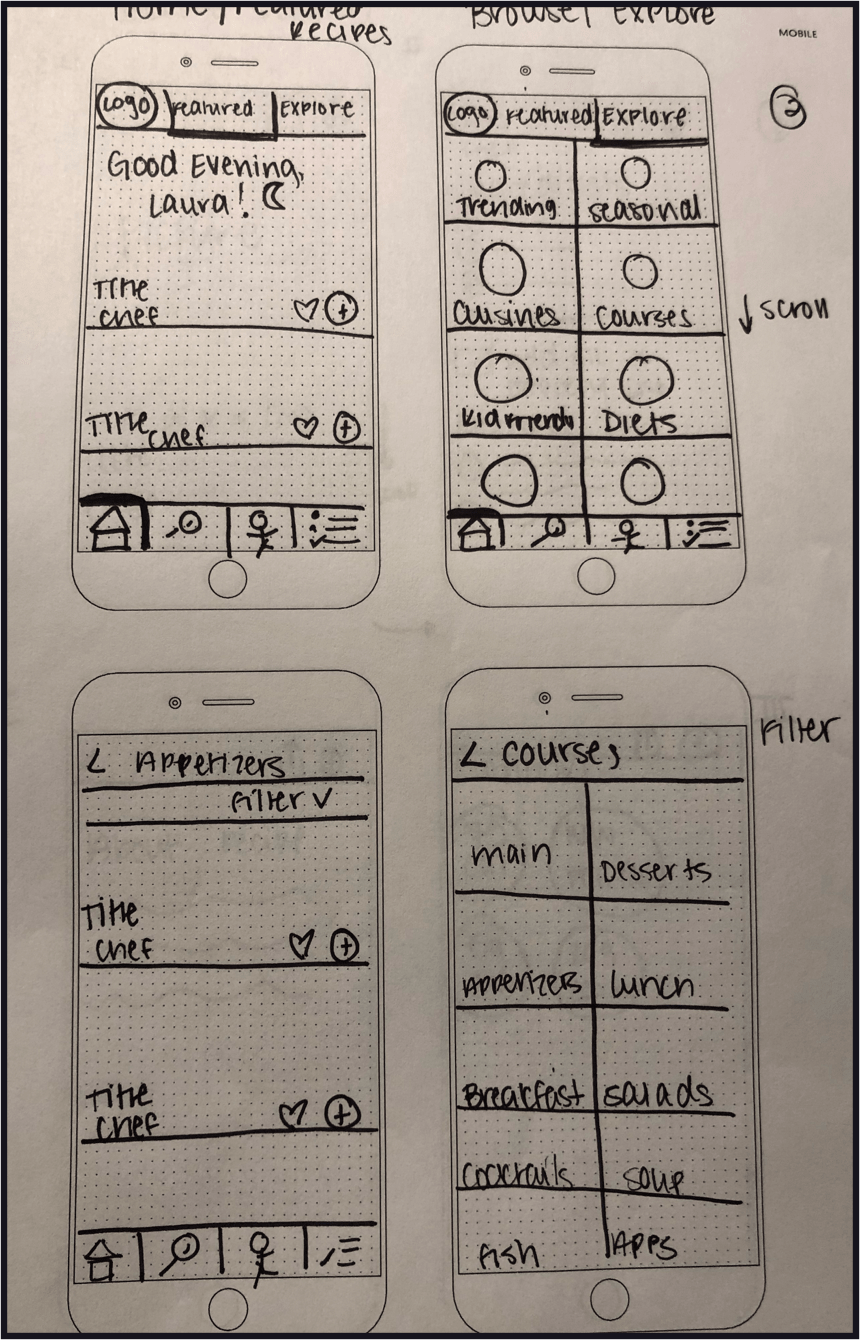 Home/Featured
Recipes
Browse/Explore
MOBILE
2
Logo Featured Explore
Good Evening,
Laura!
Title
Chef
Title
Chef
Logo Featured Explore
Trending Seasonal
Cuisines Courses
↓ scroll
Kid friendly Diets
< Appetizers
Filter ∨
Title
Chef
Title
Chef
Filter
< Courses
Main Desserts
Appetizers Lunch
Breakfast Salads
Cocktails Soup
Fish Apps